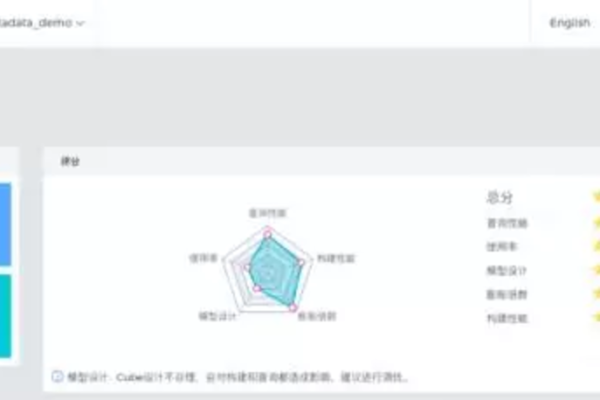 tadata_demo
English
评分
总分
查询性能
查询性能
使用率
构建性能
使用率
模型设计
模型设计
膨胀倍数
膨胀倍数
构建性能
模型设计: Cube设计不合理，会对构建和查询都造成影响，建议进行调优。